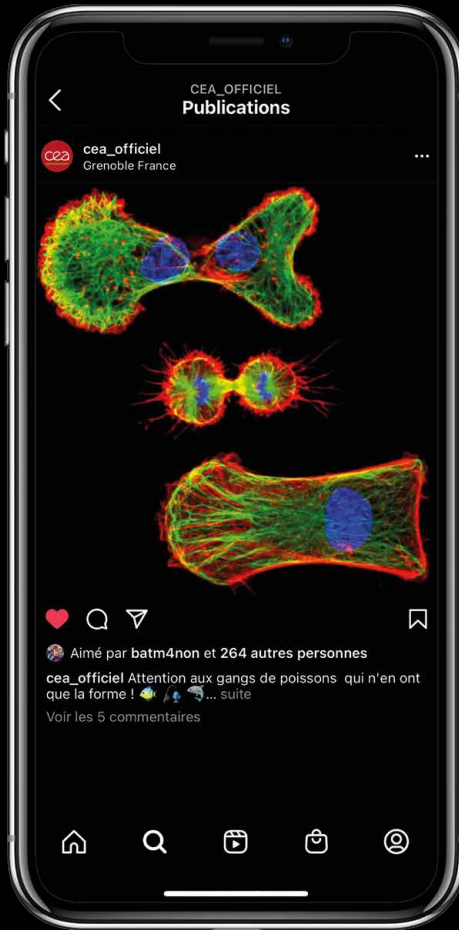 CEA_OFFICIEL
Publications
cea
cea_officiel
Grenoble France
Aimé par batm4non et 264 autres personnes
cea_officiel Attention aux gangs de poissons qui n'en ont
que la forme ! 🐠 🎣 🐬... suite
Voir les 5 commentaires